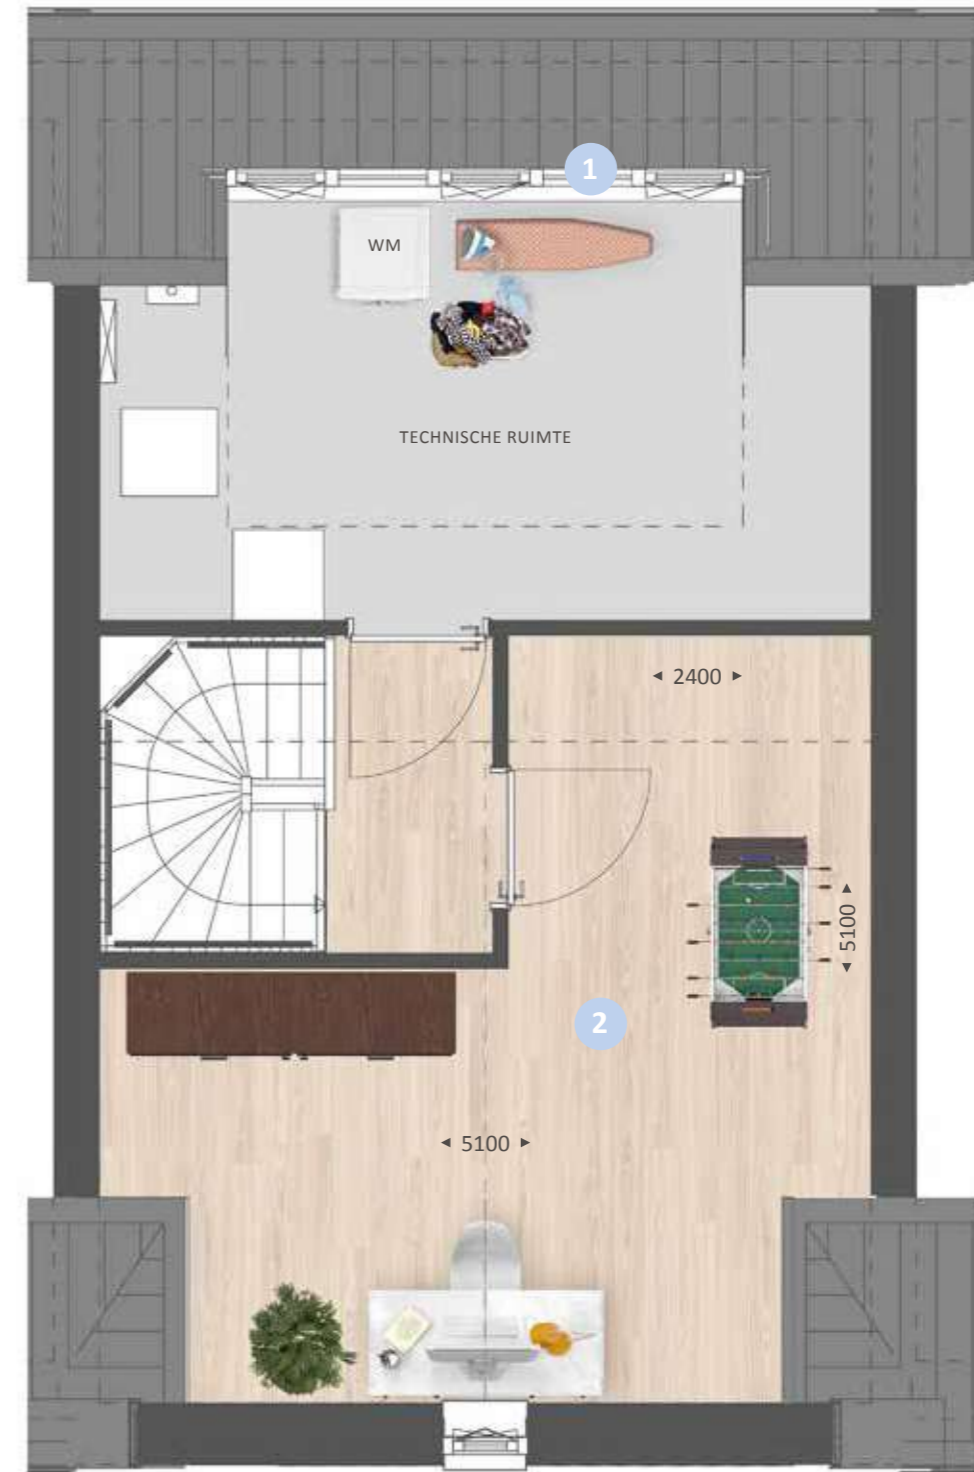 1
WM
TECHNISCHE RUIMTE
◄ 2400 ►
◄ 5100 ►
2
◄ 5100 ►